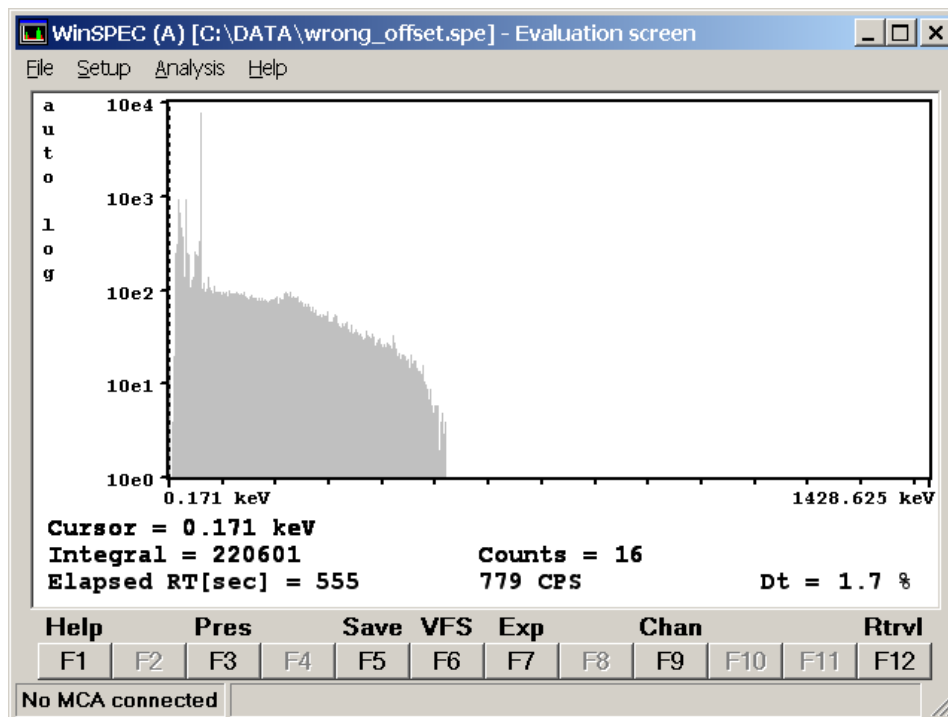 WinSPEC (A) [C:\DATA\wrong_offset.spe] - Evaluation screen
File Setup Analysis Help
auto log
10e4
10e3
10e2
10e1
10e0
0.171 keV 1428.625 keV
Cursor = 0.171 keV
Integral = 220601 Counts = 16
Elapsed RT[sec] = 555 779 CPS Dt = 1.7 %
Help Pres Save VFS Exp Chan Rtrvl
F1 F2 F3 F4 F5 F6 F7 F8 F9 F10 F11 F12
No MCA connected